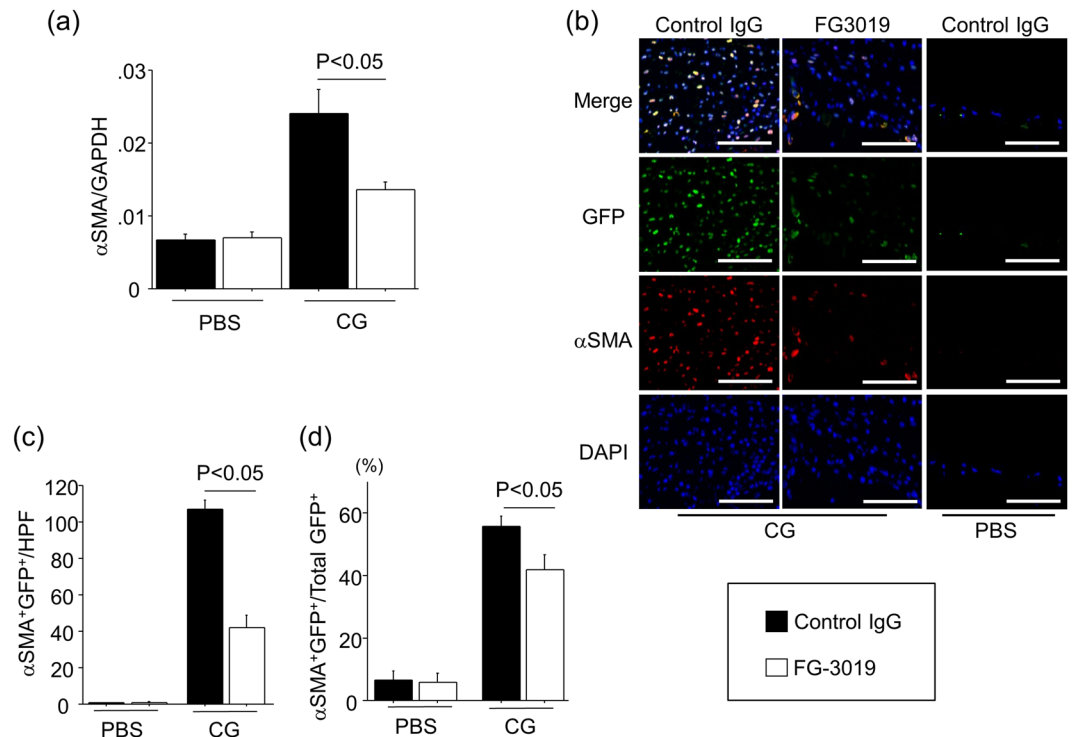 (a)
P<0.05
.03
.02
.01
0
αSMA/GAPDH
PBS
CG
(b)
Control IgG
FG3019
Control IgG
Merge
GFP
αSMA
DAPI
CG
PBS
(c)
P<0.05
120
100
80
60
40
20
0
αSMA⁺GFP⁺/HPF
PBS
CG
(d)
(%)
P<0.05
60
40
20
0
αSMA⁺GFP⁺/Total GFP⁺
PBS
CG
Control IgG
FG-3019